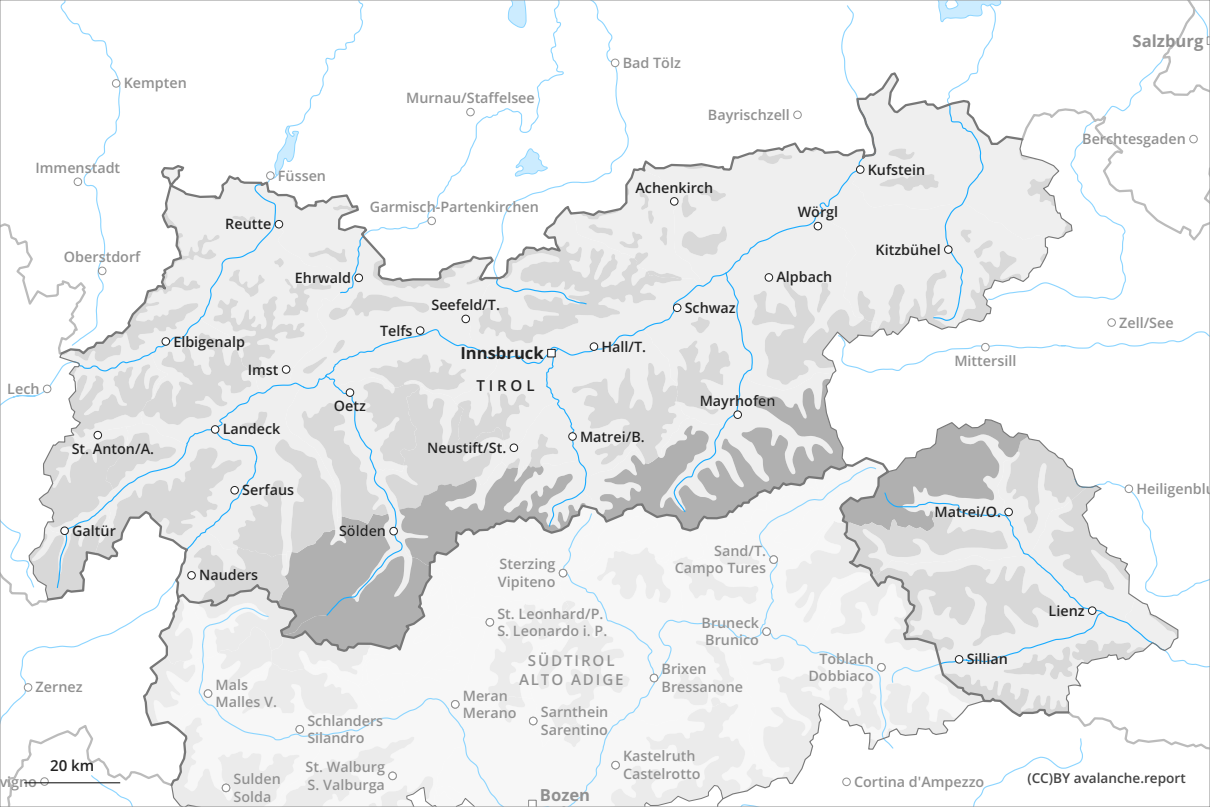 Salzburg
Bad Tölz
Kempten
Murnau/Staffelsee
Bayrischzell
Berchtesgaden
Immenstadt
Füssen
Kufstein
Achenkirch
Garmisch-Partenkirchen
Wörgl
Reutte
Kitzbühel
Oberstdorf
Ehrwald
Alpbach
Seefeld/T.
Schwaz
Zell/See
Telfs
Elbigenalp
Innsbruck
Hall/T.
Mittersill
Imst
TIROL
Lech
Oetz
Mayrhofen
Landeck
Matrei/B.
St. Anton/A.
Neustift/St.
Serfaus
Heiligenblu
Matrei/O.
Galtür
Sölden
Sand/T.
Campo Tures
Sterzing
Vipiteno
Nauders
Lienz
St. Leonhard/P.
S. Leonardo i. P.
Bruneck
Brunico
SÜDTIROL
ALTO ADIGE
Toblach
Dobbiaco
Sillian
Brixen
Bressanone
Zernez
Mals
Malles V.
Meran
Merano
Sarnthein
Sarentino
Schlanders
Silandro
Kastelruth
Castelrotto
St. Walburg
S. Valburga
20 km
vigno
Sulden
Solda
Cortina d'Ampezzo
(CC)BY avalanche.report
Bozen